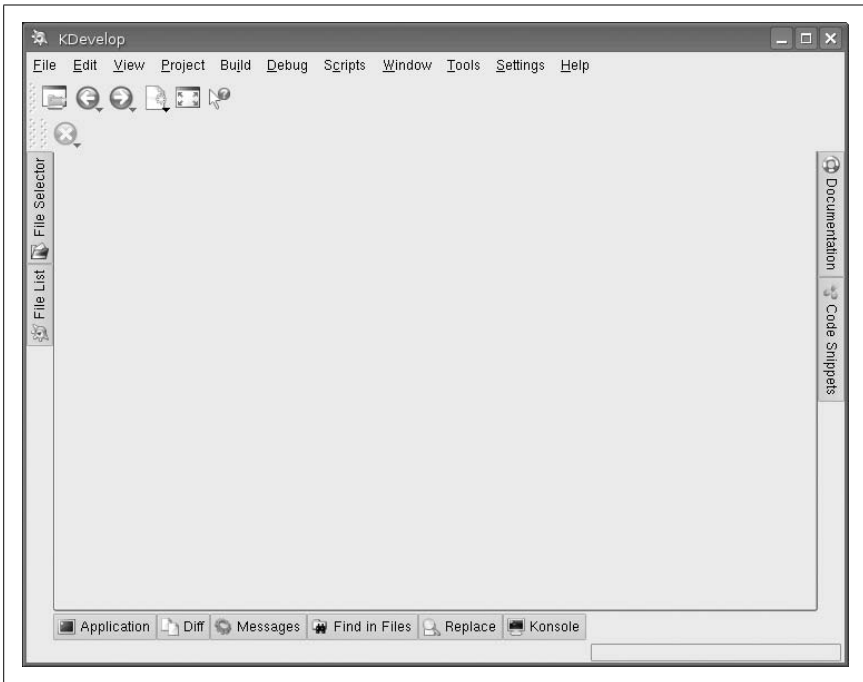 KDevelop
File Edit View Project Build Debug Scripts Window Tools Settings Help
File Selector
File List
Documentation
Code Snippets
Application Diff Messages Find in Files Replace Konsole